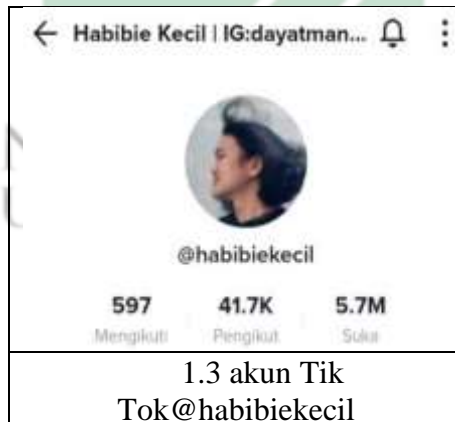 Habibie Kecil | IG:dayatman...
@habibiekecil
597 41.7K 5.7M
Mengikuti Pengikut Suka
1.3 akun Tik
Tok@habibiekecil